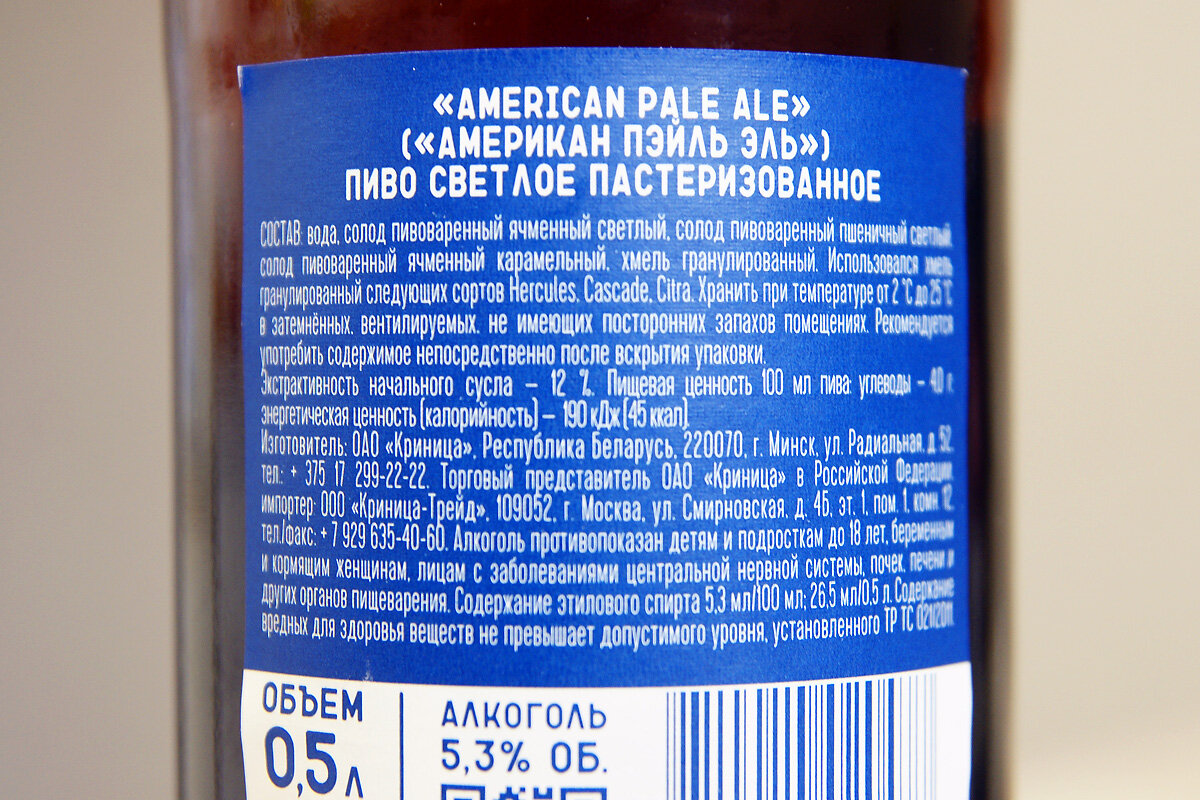 «AMERICAN PALE ALE»
(«АМЕРИКАН ПЭЙЛЬ ЭЛЬ»)
ПИВО СВЕТЛОЕ ПАСТЕРИЗОВАННОЕ
СОСТАВ: вода, солод пивоваренный ячменный светлый, солод пивоваренный пшеничный светлый,
солод пивоваренный ячменный карамельный, хмель гранулированный. Использовался хмель
гранулированный следующих сортов Hercules, Cascade, Citra. Хранить при температуре от 2 °С до 25 °С
в затемнённых, вентилируемых, не имеющих посторонних запахов помещениях. Рекомендуется
употребить содержимое непосредственно после вскрытия упаковки.
Экстрактивность начального сусла – 12 %. Пищевая ценность 100 мл пива: углеводы – 4,0 г,
энергетическая ценность (калорийность) – 190 кДж (45 ккал).
Изготовитель: ОАО «Криница», Республика Беларусь, 220070, г. Минск, ул. Радиальная, д. 52,
тел.: + 375 17 299-22-22. Торговый представитель ОАО «Криница» в Российской Федерации,
импортер: ООО «Криница-Трейд», 109052, г. Москва, ул. Смирновская, д. 4Б, эт. 1, пом. 1, комн. 12,
тел./факс: + 7 929 635-40-60. Алкоголь противопоказан детям и подросткам до 18 лет, беременным
и кормящим женщинам, лицам с заболеваниями центральной нервной системы, почек, печени и
других органов пищеварения. Содержание этилового спирта 5,3 мл/100 мл; 26,5 мл/0,5 л. Содержание
вредных для здоровья веществ не превышает допустимого уровня, установленного ТР ТС 021/2011.
ОБЪЕМ
0,5 л
АЛКОГОЛЬ
5,3% ОБ.